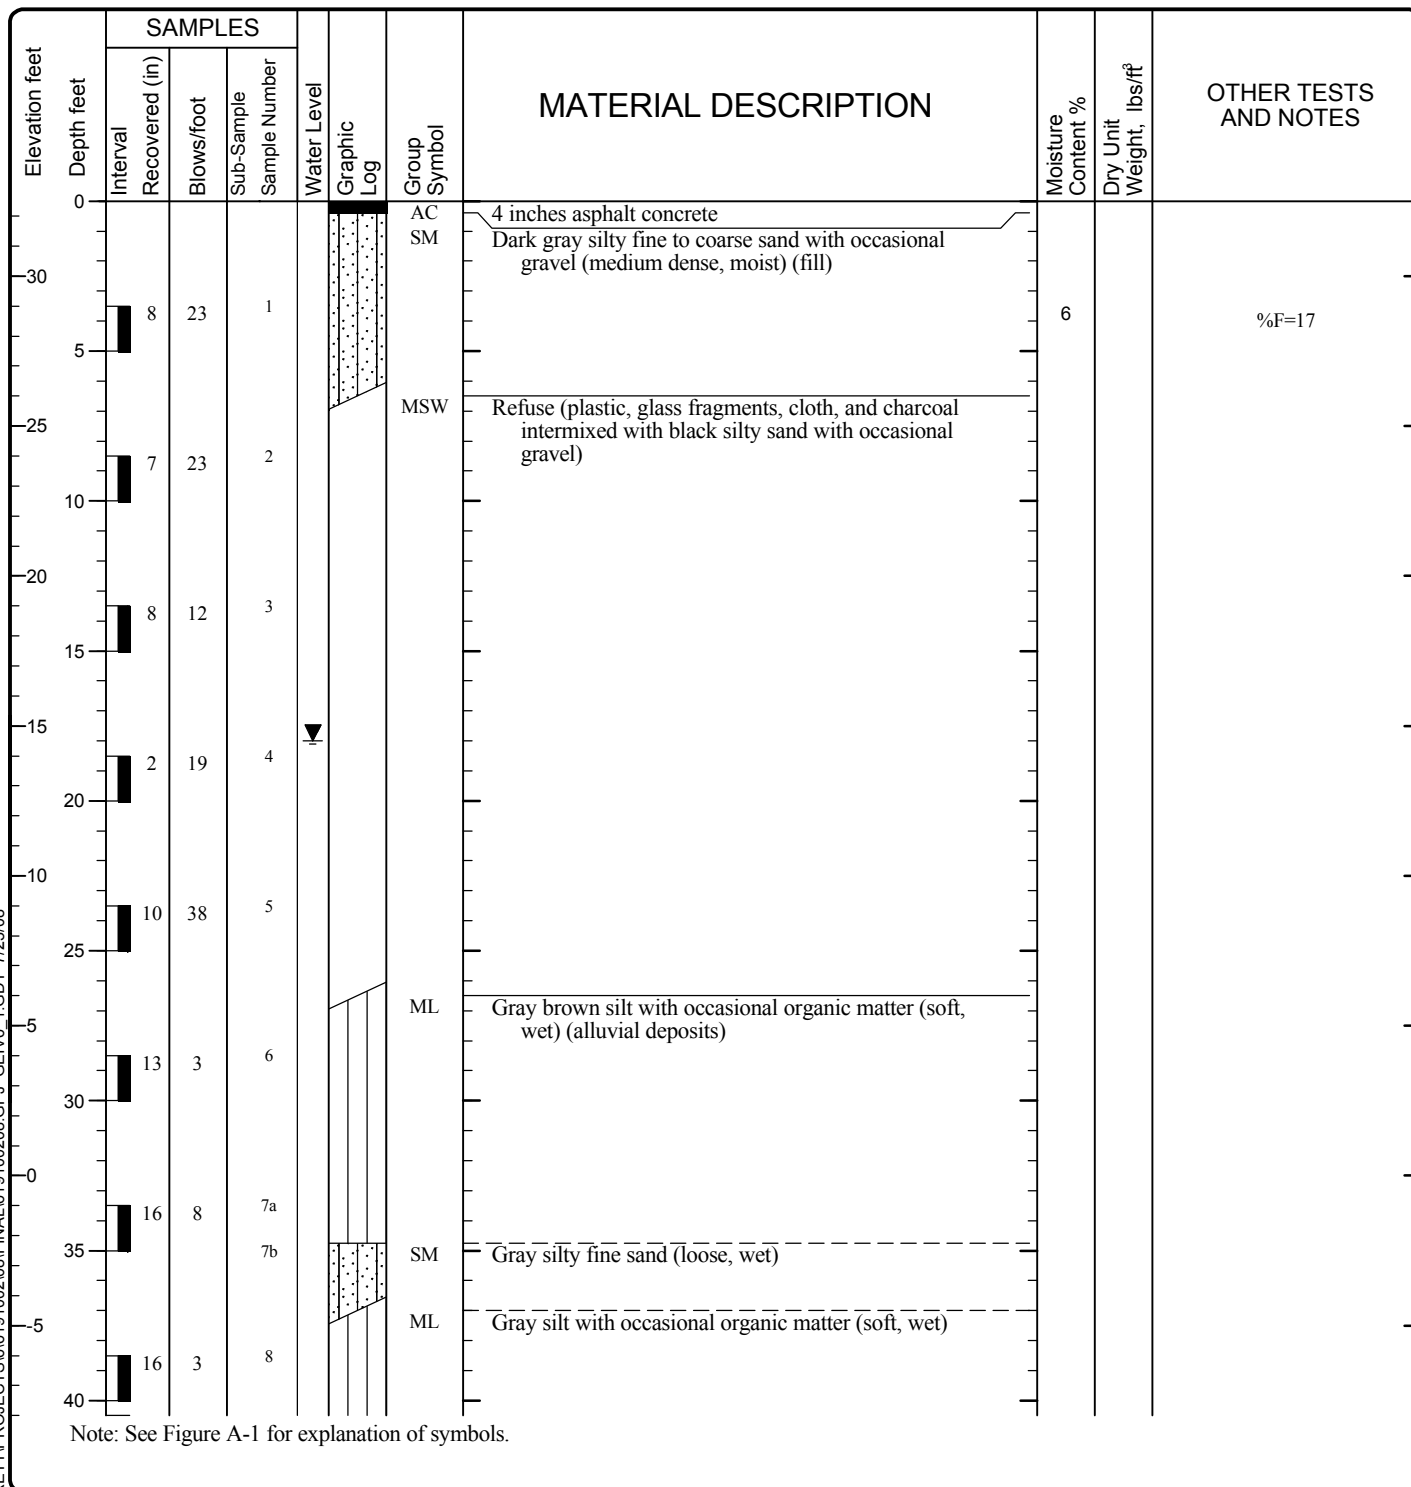 SAMPLES
Elevation feet
Depth feet
Interval
Recovered (in)
Blows/foot
Sub-Sample
Sample Number
Water Level
Graphic
Log
Group
Symbol
MATERIAL DESCRIPTION
Moisture
Content %
Dry Unit
Weight, lbs/ft³
OTHER TESTS
AND NOTES
0
AC
4 inches asphalt concrete
SM
Dark gray silty fine to coarse sand with occasional
gravel (medium dense, moist) (fill)
30
8 23 1
6
%F=17
5
MSW
Refuse (plastic, glass fragments, cloth, and charcoal
intermixed with black silty sand with occasional
gravel)
25
7 23 2
10
20
8 12 3
15
15
2 19 4
20
10
10 38 5
25
ML
Gray brown silt with occasional organic matter (soft,
wet) (alluvial deposits)
5
13 3 6
30
0
16 8 7a
35
7b
SM
Gray silty fine sand (loose, wet)
-5
ML
Gray silt with occasional organic matter (soft, wet)
16 3 8
40
Note: See Figure A-1 for explanation of symbols.